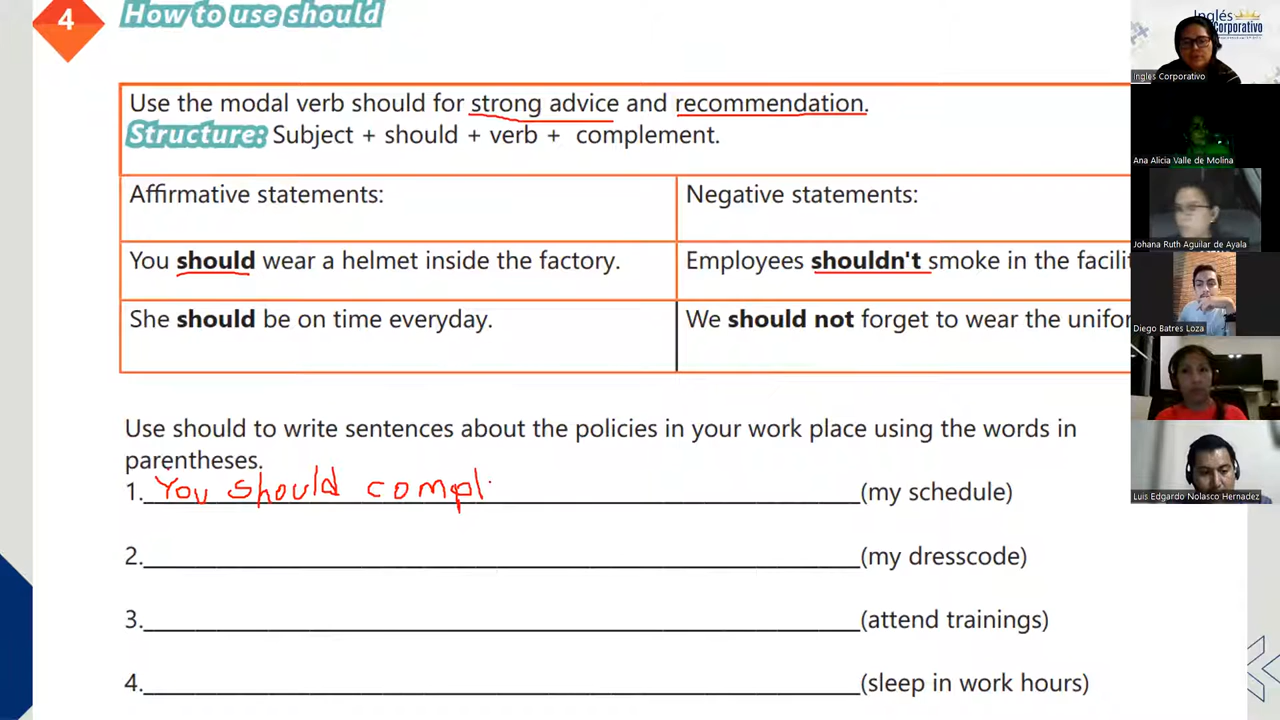 4
How to use should
Use the modal verb should for strong advice and recommendation.
Structure: Subject + should + verb + complement.
Affirmative statements:
Negative statements:
You should wear a helmet inside the factory.
Employees shouldn't smoke in the facilit
She should be on time everyday.
We should not forget to wear the unifor
Use should to write sentences about the policies in your work place using the words in
parentheses.
1. You should compl (my schedule)
2. (my dresscode)
3. (attend trainings)
4. (sleep in work hours)
Inglés
Corporativo
Ingles Corporativo
Ana Alicia Valle de Molina
Johana Ruth Aguilar de Ayala
Diego Batres Loza
Luis Edgardo Nolasco Hernadez